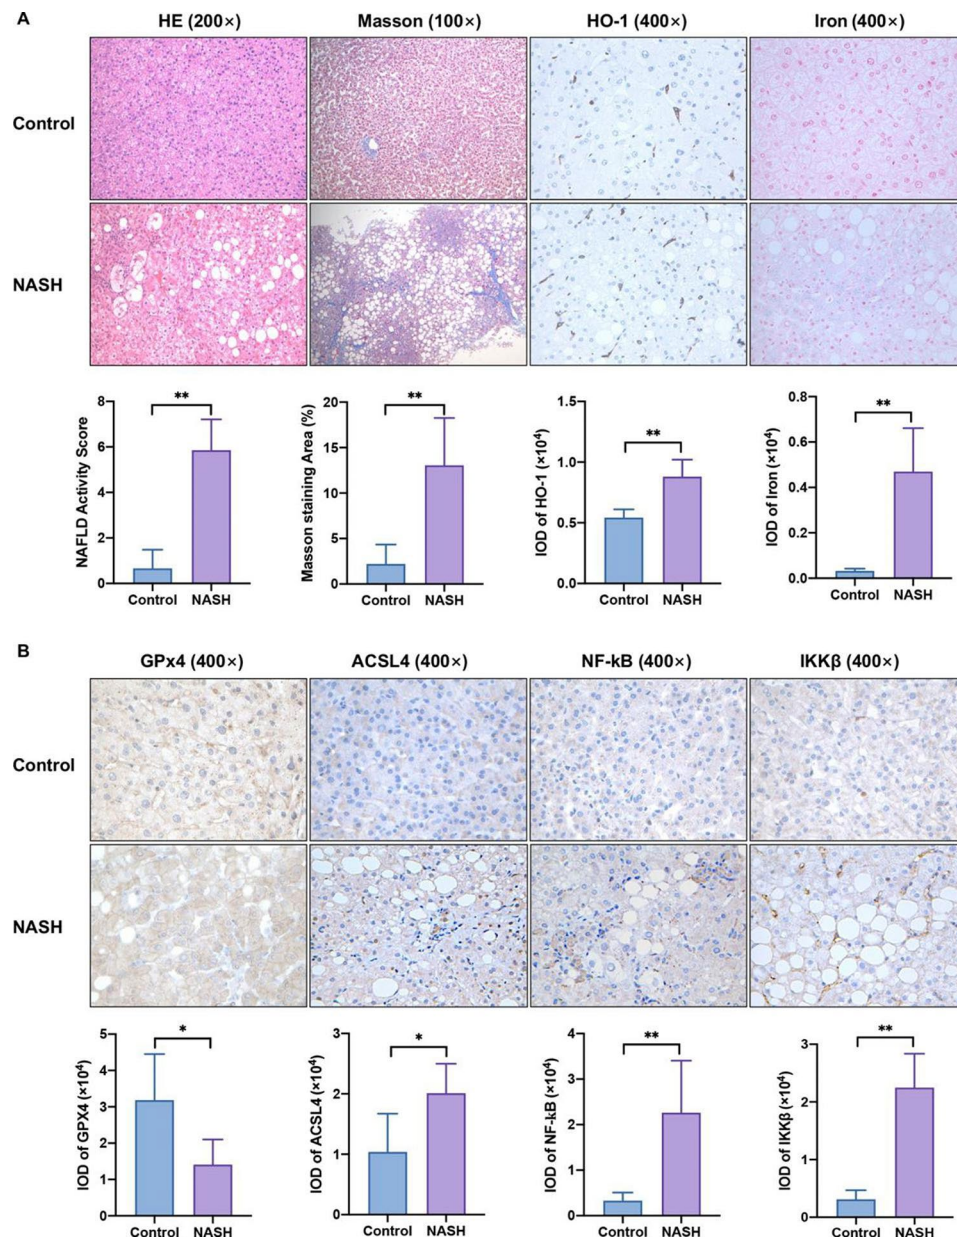 A
HE (200×) Masson (100×) HO-1 (400×) Iron (400×)
Control
NASH
NAFLD Activity Score
8
6
4
2
0
**
Control NASH
Masson staining Area (%)
20
15
10
5
0
**
Control NASH
IOD of HO-1 (×10⁴)
1.5
1.0
0.5
0.0
**
Control NASH
IOD of Iron (×10⁴)
0.8
0.6
0.4
0.2
0.0
**
Control NASH
B
GPx4 (400×) ACSL4 (400×) NF-kB (400×) IKKβ (400×)
Control
NASH
IOD of GPX4 (×10⁴)
5
4
3
2
1
0
*
Control NASH
IOD of ACSL4 (×10⁴)
3
2
1
0
*
Control NASH
IOD of NF-kB (×10⁴)
4
3
2
1
0
**
Control NASH
IOD of IKKβ (×10⁴)
3
2
1
0
**
Control NASH